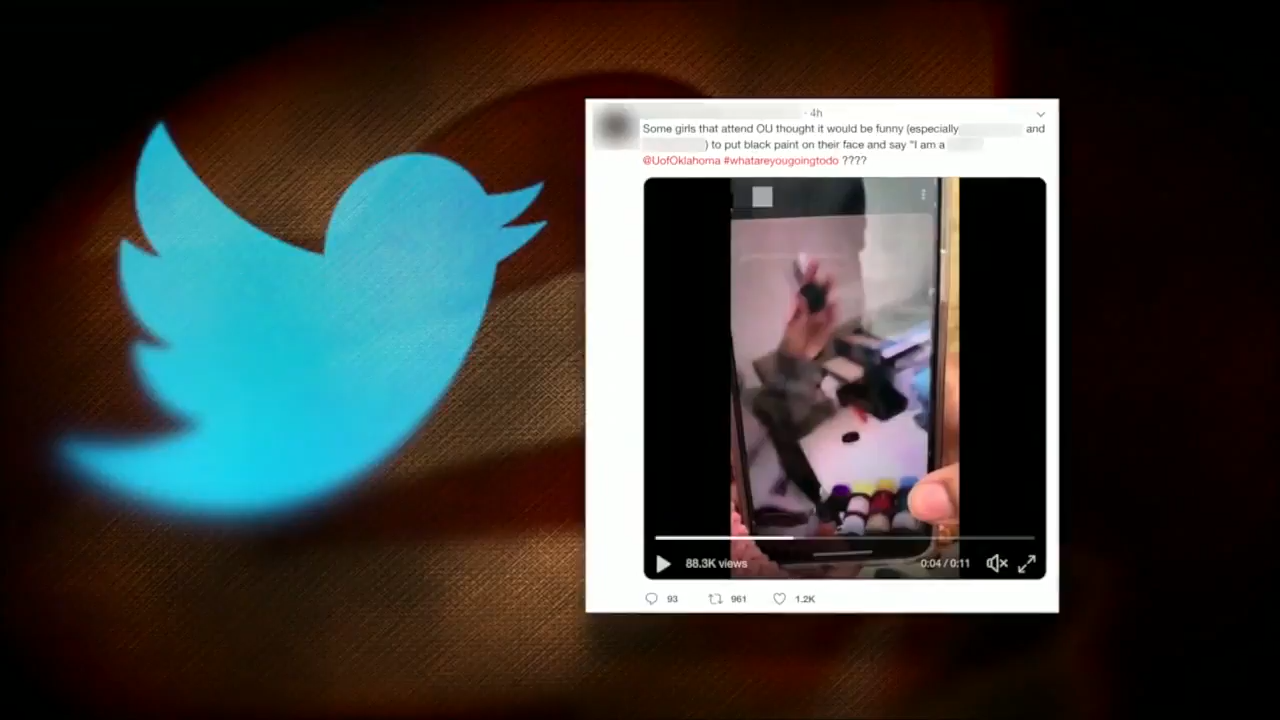 · 4h
Some girls that attend OU thought it would be funny (especially and
) to put black paint on their face and say "I am a
@UofOklahoma #whatareyougoingtodo ????
88.3K views 0:04 / 0:11
93 961 1.2K